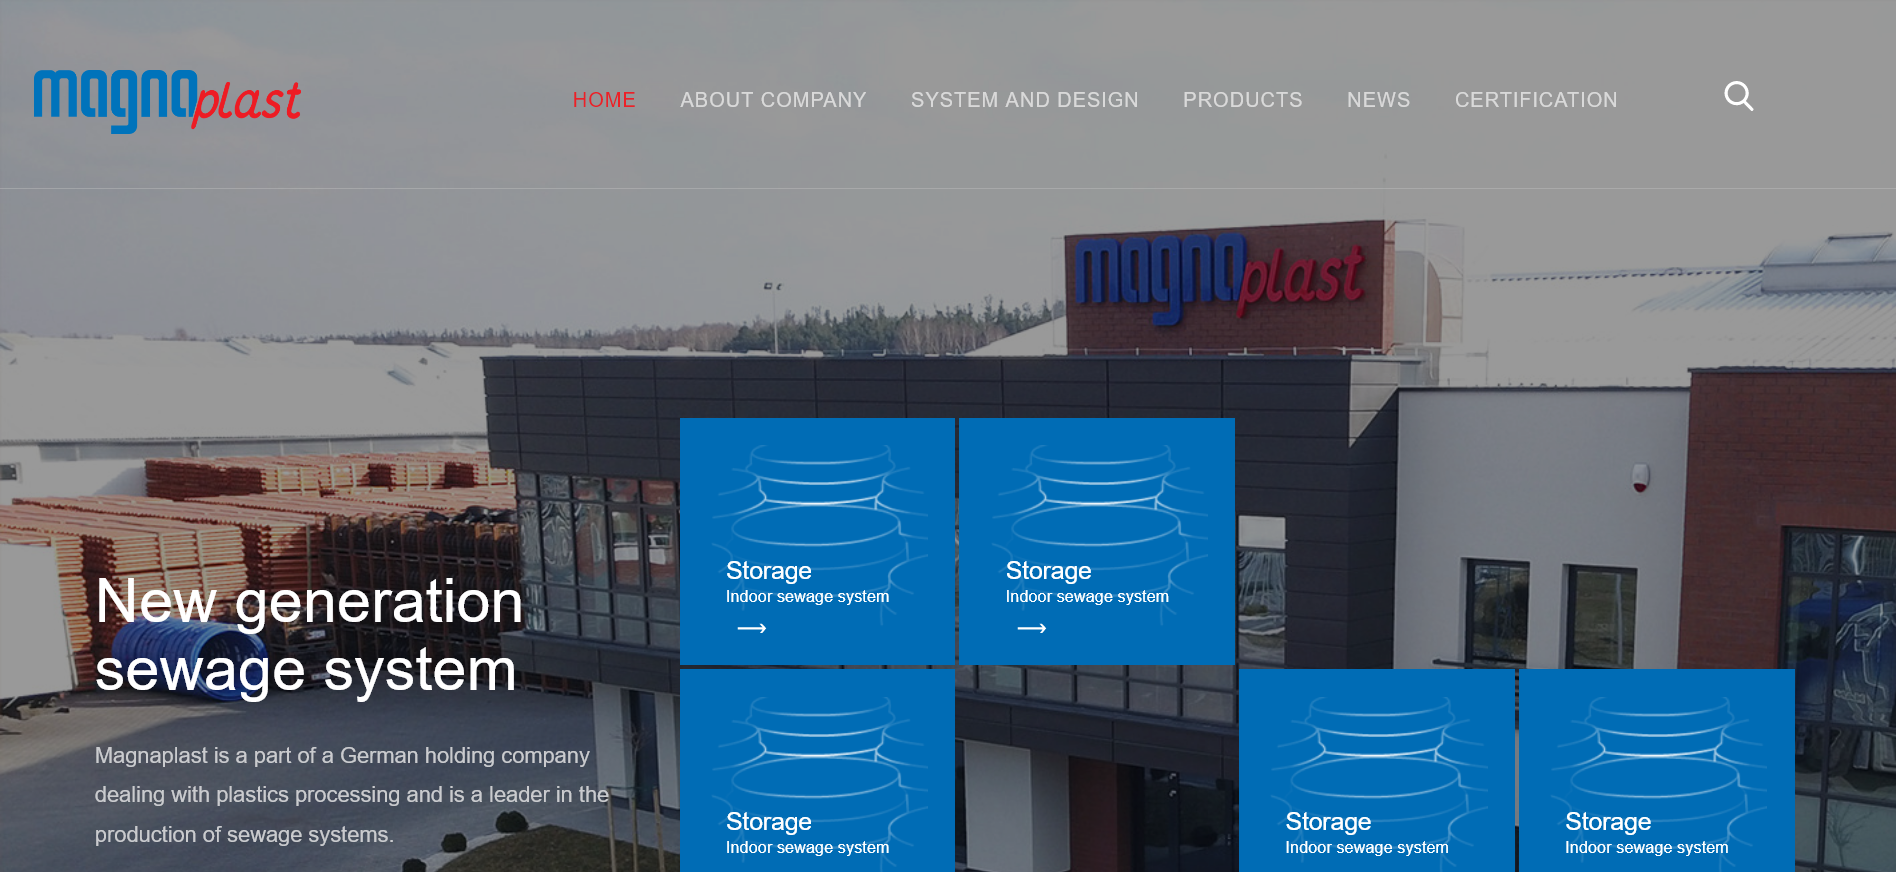 magnaplast
HOME
ABOUT COMPANY
SYSTEM AND DESIGN
PRODUCTS
NEWS
CERTIFICATION
magnaplast
New generation
sewage system
Magnaplast is a part of a German holding company
dealing with plastics processing and is a leader in the
production of sewage systems.
Storage
Indoor sewage system
Storage
Indoor sewage system
Storage
Indoor sewage system
Storage
Indoor sewage system
Storage
Indoor sewage system